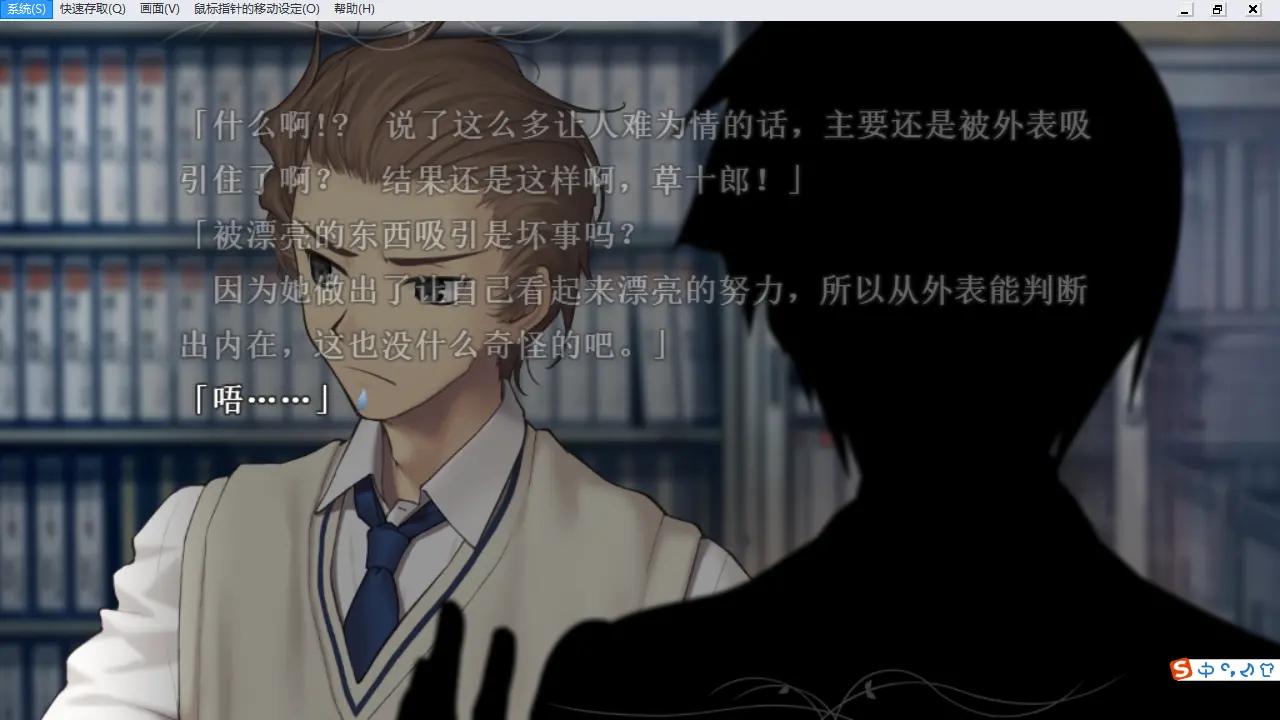 系统(S) 快速存取(Q) 画面(V) 鼠标指针的移动设定(O) 帮助(H)
「什么啊!? 说了这么多让人难为情的话，主要还是被外表吸
引住了啊? 结果还是这样啊，草十郎！」
「被漂亮的东西吸引是坏事吗?
因为她做出了让自己看起来漂亮的努力，所以从外表能判断
出内在，这也没什么奇怪的吧。」
「唔……」
S 中